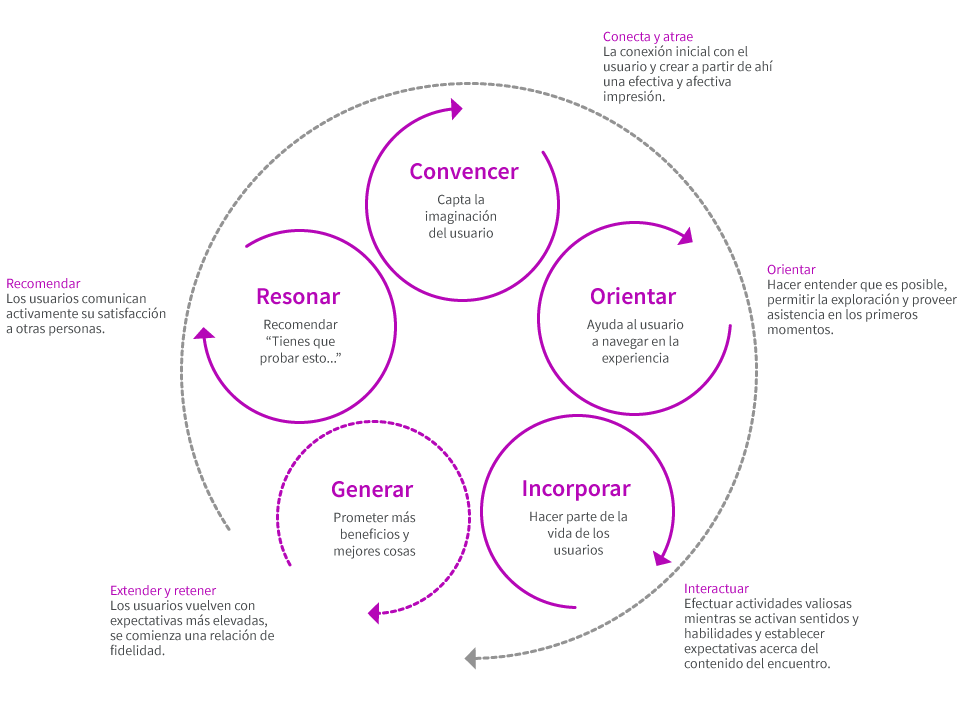 Conecta y atrae
La conexión inicial con el
usuario y crear a partir de ahí
una efectiva y afectiva
impresión.
Convencer
Capta la
imaginación
del usuario
Orientar
Ayuda al usuario
a navegar en la
experiencia
Orientar
Hacer entender que es posible,
permitir la exploración y proveer
asistencia en los primeros
momentos.
Incorporar
Hacer parte de la
vida de los
usuarios
Interactuar
Efectuar actividades valiosas
mientras se activan sentidos y
habilidades y establecer
expectativas acerca del
contenido del encuentro.
Generar
Prometer más
beneficios y
mejores cosas
Extender y retener
Los usuarios vuelven con
expectativas más elevadas,
se comienza una relación de
fidelidad.
Resonar
Recomendar
“Tienes que
probar esto...”
Recomendar
Los usuarios comunican
activamente su satisfacción
a otras personas.